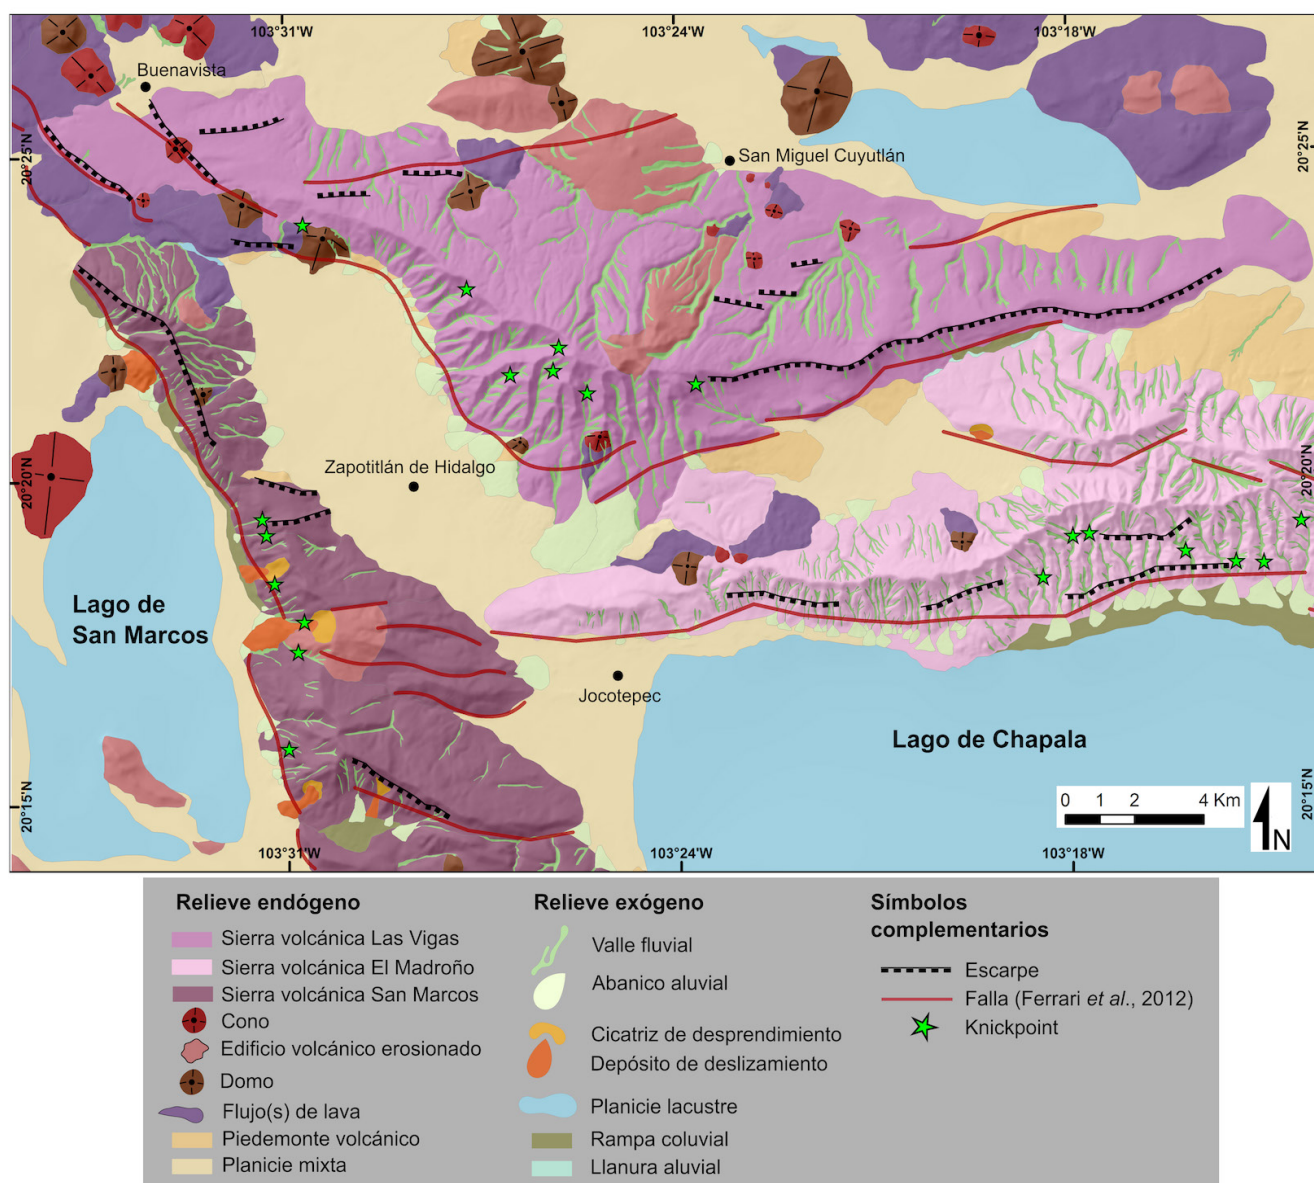 103°31'W
103°24'W
103°18'W
Buenavista
20°25'N
San Miguel Cuyutlán
20°25'N
Zapotitlán de Hidalgo
20°20'N
20°20'N
Lago de
San Marcos
Jocotepec
Lago de Chapala
20°15'N
0 1 2 4 Km
N
20°15'N
103°31'W
103°24'W
103°18'W
Relieve endógeno
Sierra volcánica Las Vigas
Sierra volcánica El Madroño
Sierra volcánica San Marcos
Cono
Edificio volcánico erosionado
Domo
Flujo(s) de lava
Piedemonte volcánico
Planicie mixta
Relieve exógeno
Valle fluvial
Abanico aluvial
Cicatriz de desprendimiento
Depósito de deslizamiento
Planicie lacustre
Rampa coluvial
Llanura aluvial
Símbolos
complementarios
Escarpe
Falla (Ferrari et al., 2012)
Knickpoint